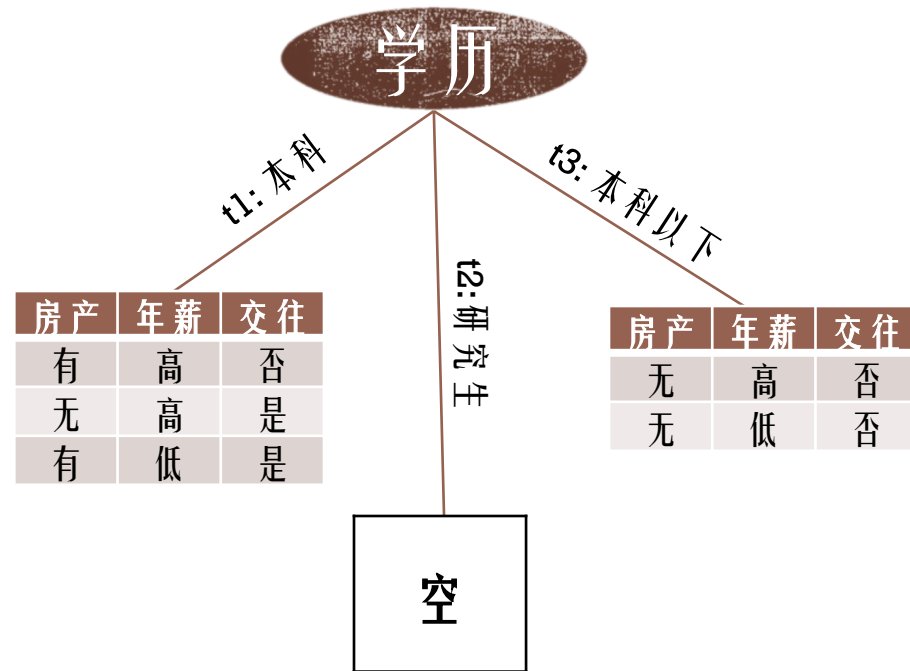 学历
t1:本科
t2:研究生
t3:本科以下
房产 年薪 交往
有 高 否
无 高 是
有 低 是
房产 年薪 交往
无 高 否
无 低 否
空